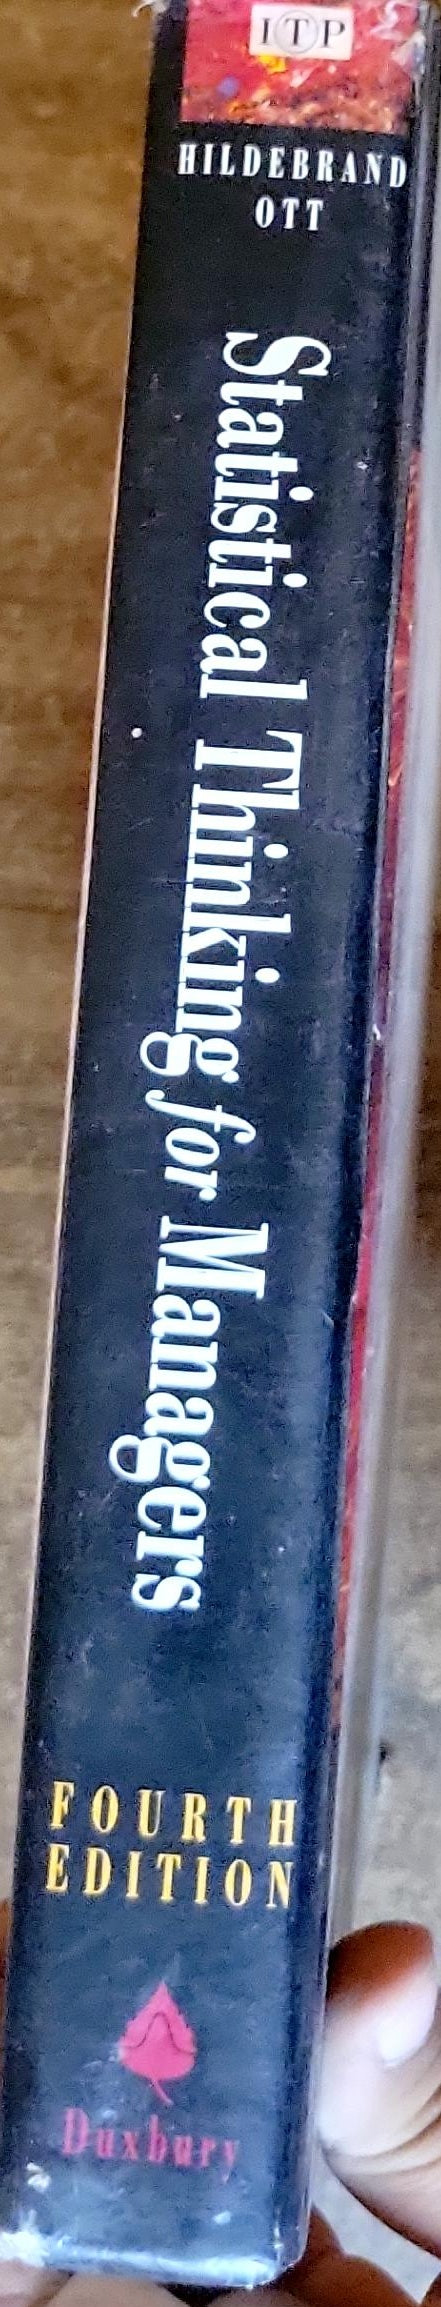 ITP
HILDEBRAND
OTT
Statistical Thinking for Managers
FOURTH
EDITION
Duxbury